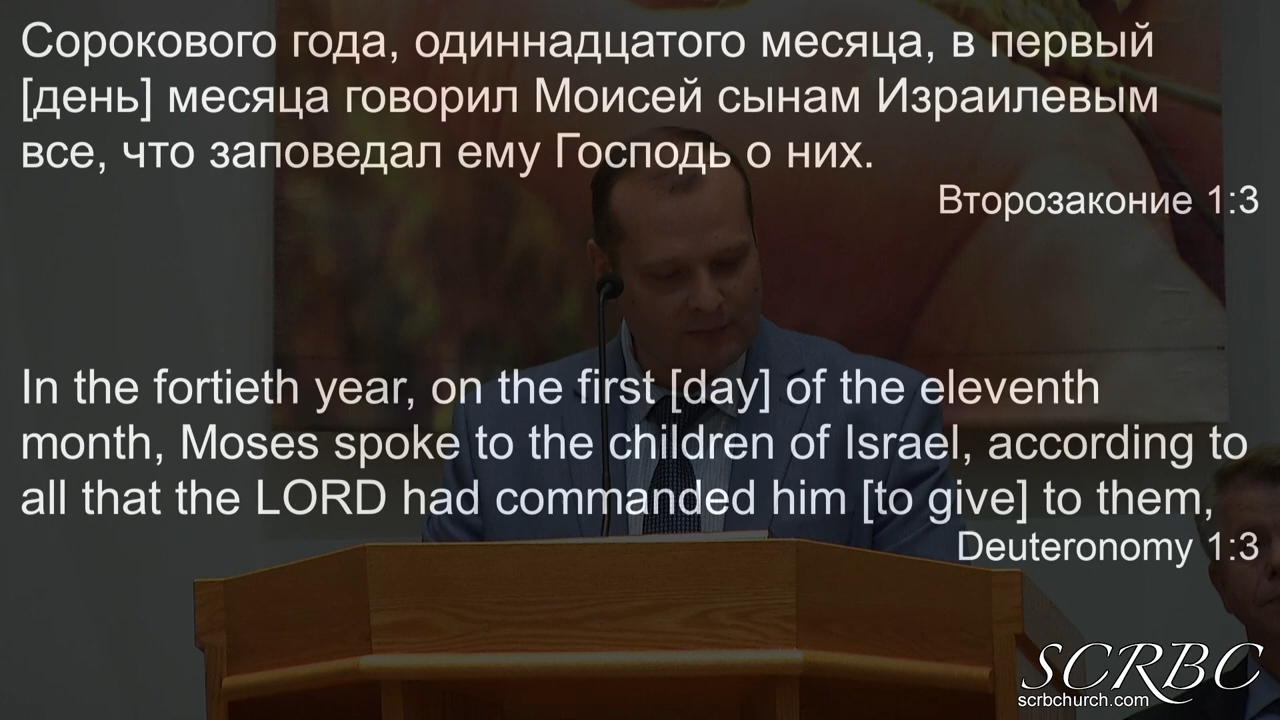 Сорокового года, одиннадцатого месяца, в первый
[день] месяца говорил Моисей сынам Израилевым
все, что заповедал ему Господь о них.
Второзаконие 1:3
In the fortieth year, on the first [day] of the eleventh
month, Moses spoke to the children of Israel, according to
all that the LORD had commanded him [to give] to them,
Deuteronomy 1:3
SCRBC
scrbchurch.com